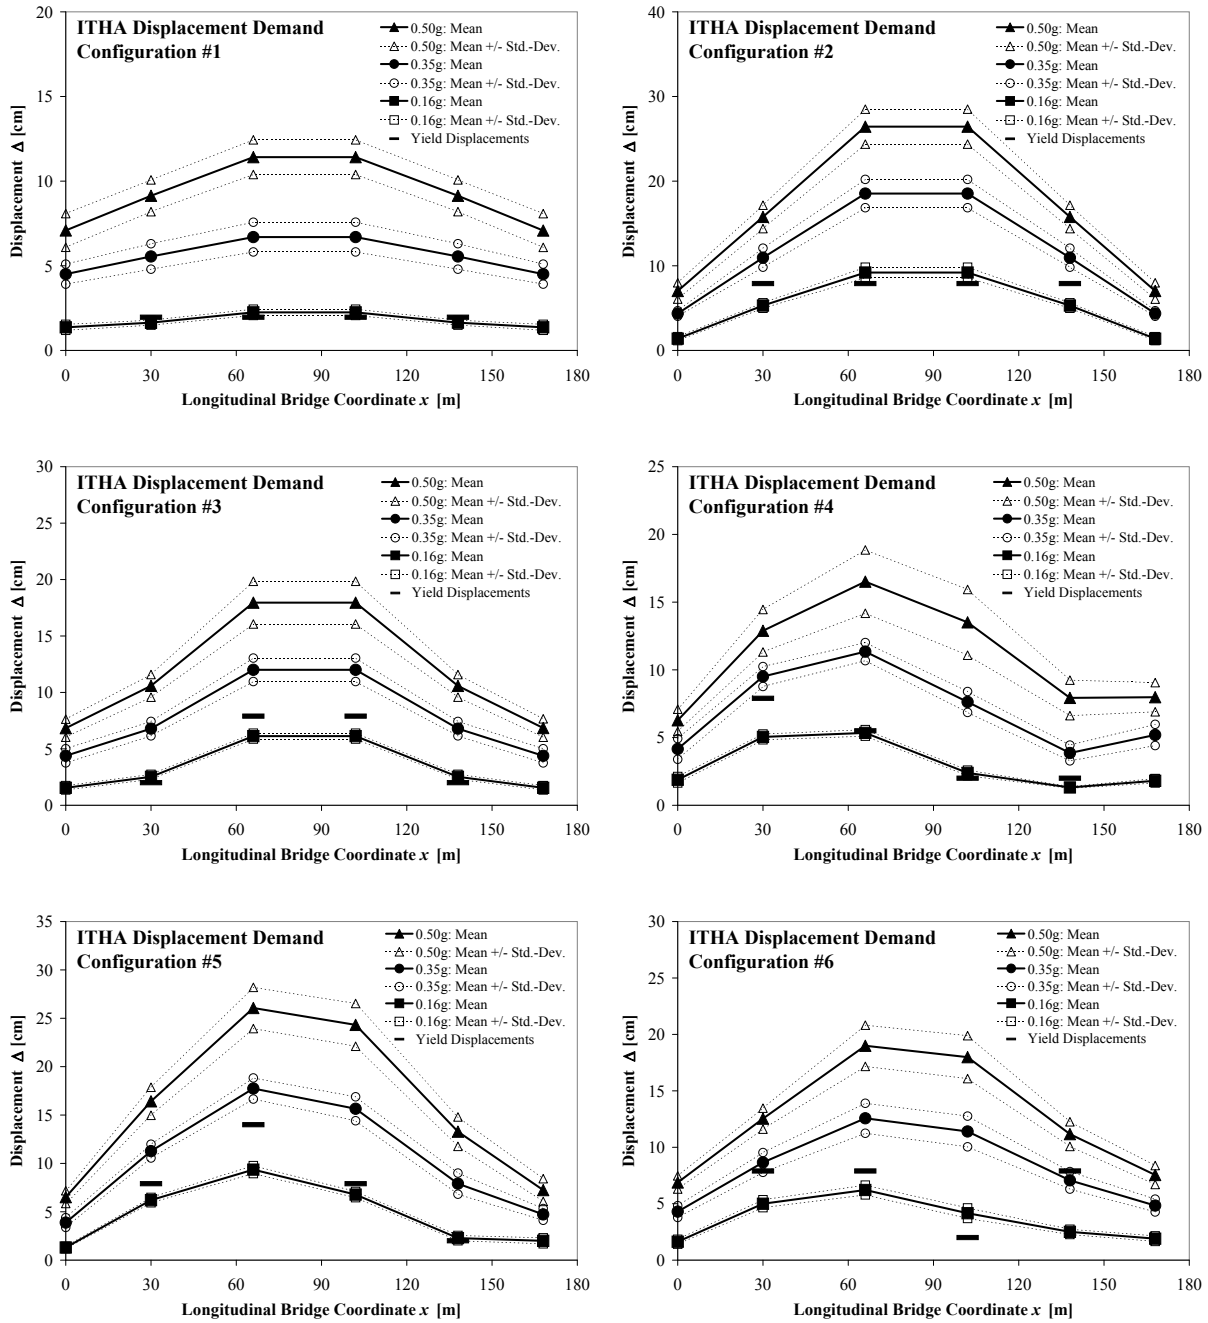 ITHA Displacement Demand
Configuration #1
0.50g: Mean
0.50g: Mean +/- Std.-Dev.
0.35g: Mean
0.35g: Mean +/- Std.-Dev.
0.16g: Mean
0.16g: Mean +/- Std.-Dev.
Yield Displacements
Displacement Δ [cm]
20
15
10
5
0
0 30 60 90 120 150 180
Longitudinal Bridge Coordinate x [m]
ITHA Displacement Demand
Configuration #2
0.50g: Mean
0.50g: Mean +/- Std.-Dev.
0.35g: Mean
0.35g: Mean +/- Std.-Dev.
0.16g: Mean
0.16g: Mean +/- Std.-Dev.
Yield Displacements
Displacement Δ [cm]
40
30
20
10
0
0 30 60 90 120 150 180
Longitudinal Bridge Coordinate x [m]
ITHA Displacement Demand
Configuration #3
0.50g: Mean
0.50g: Mean +/- Std.-Dev.
0.35g: Mean
0.35g: Mean +/- Std.-Dev.
0.16g: Mean
0.16g: Mean +/- Std.-Dev.
Yield Displacements
Displacement Δ [cm]
30
25
20
15
10
5
0
0 30 60 90 120 150 180
Longitudinal Bridge Coordinate x [m]
ITHA Displacement Demand
Configuration #4
0.50g: Mean
0.50g: Mean +/- Std.-Dev.
0.35g: Mean
0.35g: Mean +/- Std.-Dev.
0.16g: Mean
0.16g: Mean +/- Std.-Dev.
Yield Displacements
Displacement Δ [cm]
25
20
15
10
5
0
0 30 60 90 120 150 180
Longitudinal Bridge Coordinate x [m]
ITHA Displacement Demand
Configuration #5
0.50g: Mean
0.50g: Mean +/- Std.-Dev.
0.35g: Mean
0.35g: Mean +/- Std.-Dev.
0.16g: Mean
0.16g: Mean +/- Std.-Dev.
Yield Displacements
Displacement Δ [cm]
35
30
25
20
15
10
5
0
0 30 60 90 120 150 180
Longitudinal Bridge Coordinate x [m]
ITHA Displacement Demand
Configuration #6
0.50g: Mean
0.50g: Mean +/- Std.-Dev.
0.35g: Mean
0.35g: Mean +/- Std.-Dev.
0.16g: Mean
0.16g: Mean +/- Std.-Dev.
Yield Displacements
Displacement Δ [cm]
30
25
20
15
10
5
0
0 30 60 90 120 150 180
Longitudinal Bridge Coordinate x [m]